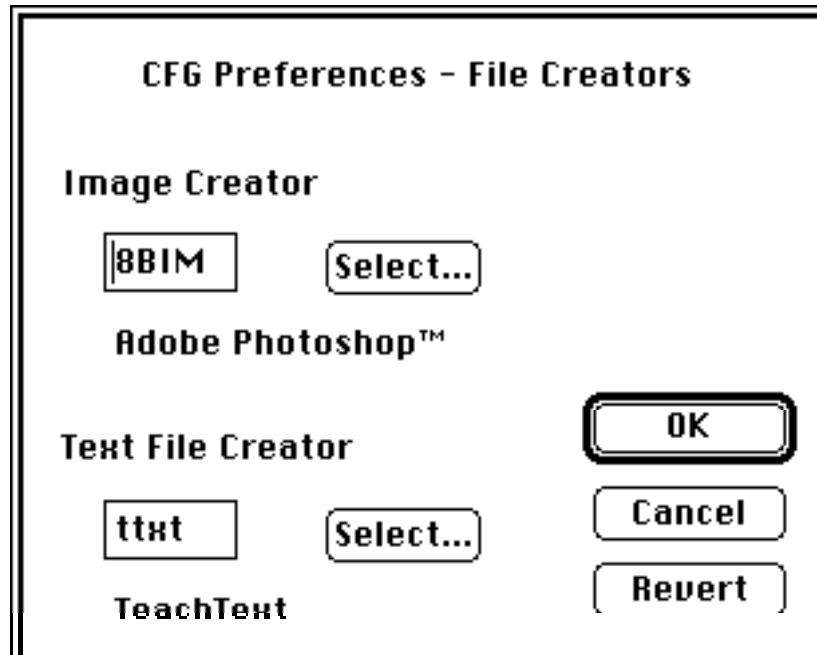 CFG Preferences - File Creators
Image Creator
8BIM
Select...
Adobe Photoshop™
OK
Text File Creator
ttxt
Select...
Cancel
Revert
TeachText